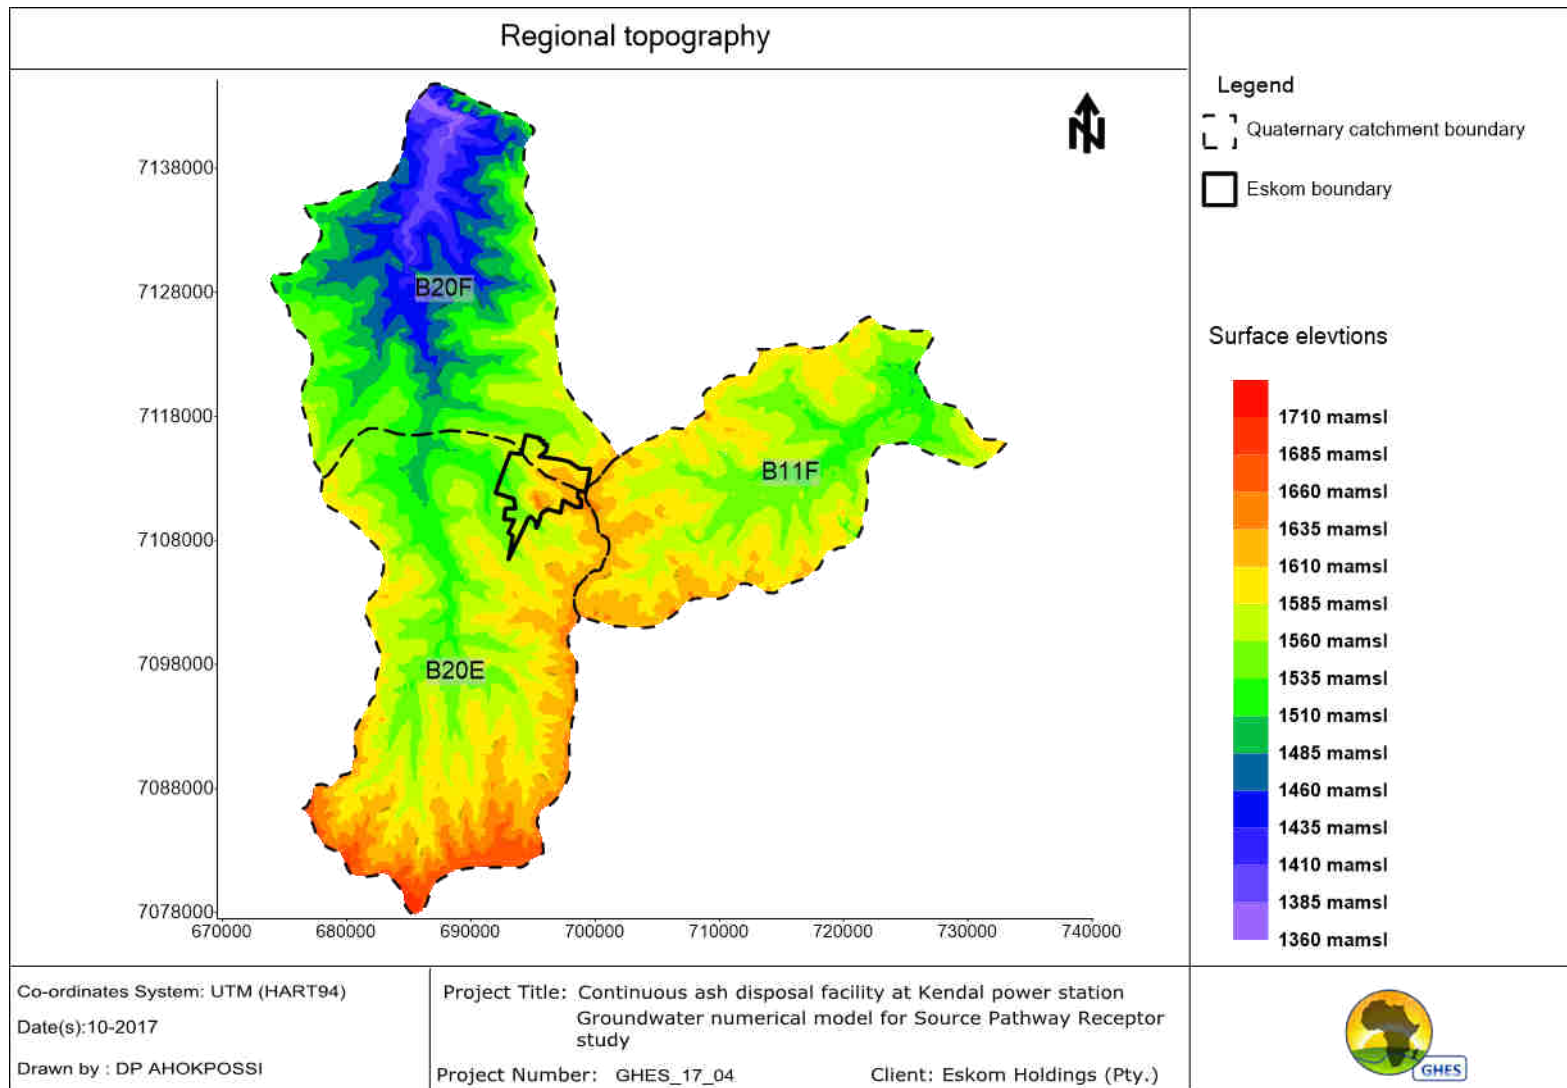 Regional topography
N
Legend
Quaternary catchment boundary
Eskom boundary
7138000
7128000
7118000
7108000
7098000
7088000
7078000
670000 680000 690000 700000 710000 720000 730000 740000
B20F
B11F
B20E
Surface elevtions
1710 mamsl
1685 mamsl
1660 mamsl
1635 mamsl
1610 mamsl
1585 mamsl
1560 mamsl
1535 mamsl
1510 mamsl
1485 mamsl
1460 mamsl
1435 mamsl
1410 mamsl
1385 mamsl
1360 mamsl
Co-ordinates System: UTM (HART94)
Date(s):10-2017
Drawn by : DP AHOKPOSSI
Project Title: Continuous ash disposal facility at Kendal power station
Groundwater numerical model for Source Pathway Receptor
study
Project Number: GHES_17_04 Client: Eskom Holdings (Pty.)
GHES